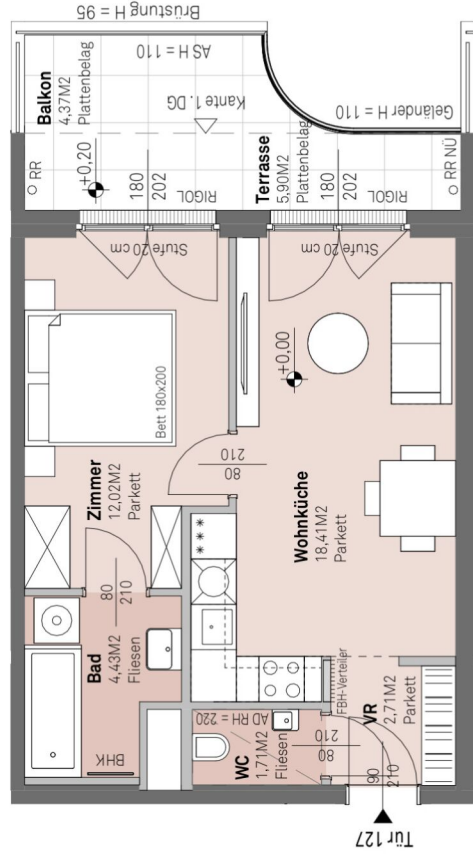 Brüstung H = 95
AS H = 110
Balkon
4,37M2
Plattenbelag
Kante 1. DG
Geländer H = 110
RR
+0,20
180
202
RIGOL
Terrasse
5,90M2
Plattenbelag
180
202
RIGOL
RR NÜ
Stufe 20 cm
Stufe 20 cm
Bett 180x200
+0,00
80
210
Zimmer
12,02M2
Parkett
Wohnküche
18,41M2
Parkett
80
210
Bad
4,43M2
Fliesen
BHK
AD RH = 220
WC
1,71M2
Fliesen
80
210
FBH-Verteiler
VR
2,71M2
Parkett
90
210
Tür 127